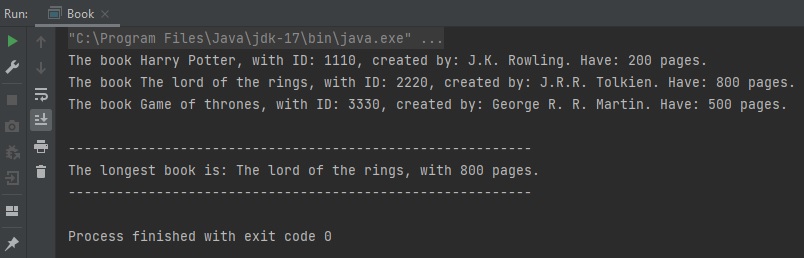 Run: Book
"C:\Program Files\Java\jdk-17\bin\java.exe" ...
The book Harry Potter, with ID: 1110, created by: J.K. Rowling. Have: 200 pages.
The book The lord of the rings, with ID: 2220, created by: J.R.R. Tolkien. Have: 800 pages.
The book Game of thrones, with ID: 3330, created by: George R. R. Martin. Have: 500 pages.
----------------------------------------------------------
The longest book is: The lord of the rings, with 800 pages.
----------------------------------------------------------
Process finished with exit code 0